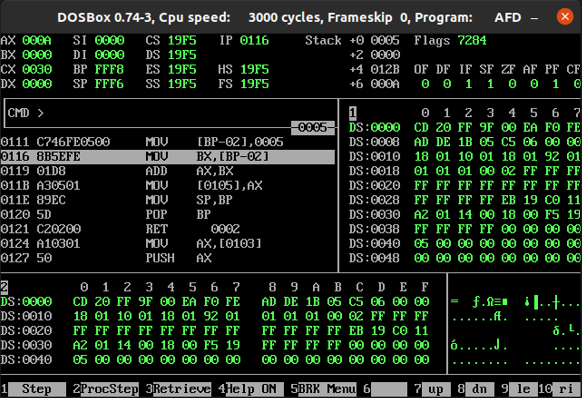 DOSBox 0.74-3, Cpu speed: 3000 cycles, Frameskip 0, Program: AFD
AX 000A SI 0000 CS 19F5 IP 0116 Stack +0 0005 Flags 7284
BX 0000 DI 0000 DS 19F5 +2 0000
CX 0030 BP FFF8 ES 19F5 HS 19F5 +4 012B OF DF IF SF ZF AF PF CF
DX 0000 SP FFF6 SS 19F5 FS 19F5 +6 000A 0 0 1 1 0 0 1 0
CMD >
0005
1 0 1 2 3 4 5 6 7
DS:0000 CD 20 FF 9F 00 EA F0 FE
DS:0008 AD DE 1B 05 C5 06 00 00
DS:0010 18 01 10 01 18 01 92 01
DS:0018 01 01 01 00 02 FF FF FF
DS:0020 FF FF FF FF FF FF FF FF
DS:0028 FF FF FF FF EB 19 C0 11
DS:0030 A2 01 14 00 18 00 F5 19
DS:0038 FF FF FF FF 00 00 00 00
DS:0040 05 00 00 00 00 00 00 00
DS:0048 00 00 00 00 00 00 00 00
0111 C746FE0500 MOV [BP-02],0005
0116 8B5EFE MOV BX,[BP-02]
0119 01D8 ADD AX,BX
011B A30501 MOV [0105],AX
011E 89EC MOV SP,BP
0120 5D POP BP
0121 C20200 RET 0002
0124 A10301 MOV AX,[0103]
0127 50 PUSH AX
2 0 1 2 3 4 5 6 7 8 9 A B C D E F
DS:0000 CD 20 FF 9F 00 EA F0 FE AD DE 1B 05 C5 06 00 00
DS:0010 18 01 10 01 18 01 92 01 01 01 01 00 02 FF FF FF
DS:0020 FF FF FF FF FF FF FF FF FF FF FF FF EB 19 C0 11
DS:0030 A2 01 14 00 18 00 F5 19 FF FF FF FF 00 00 00 00
DS:0040 05 00 00 00 00 00 00 00 00 00 00 00 00 00 00 00
1 Step 2 ProcStep 3 Retrieve 4 Help ON 5 BRK Menu 6 7 up 8 dn 9 le 10 ri